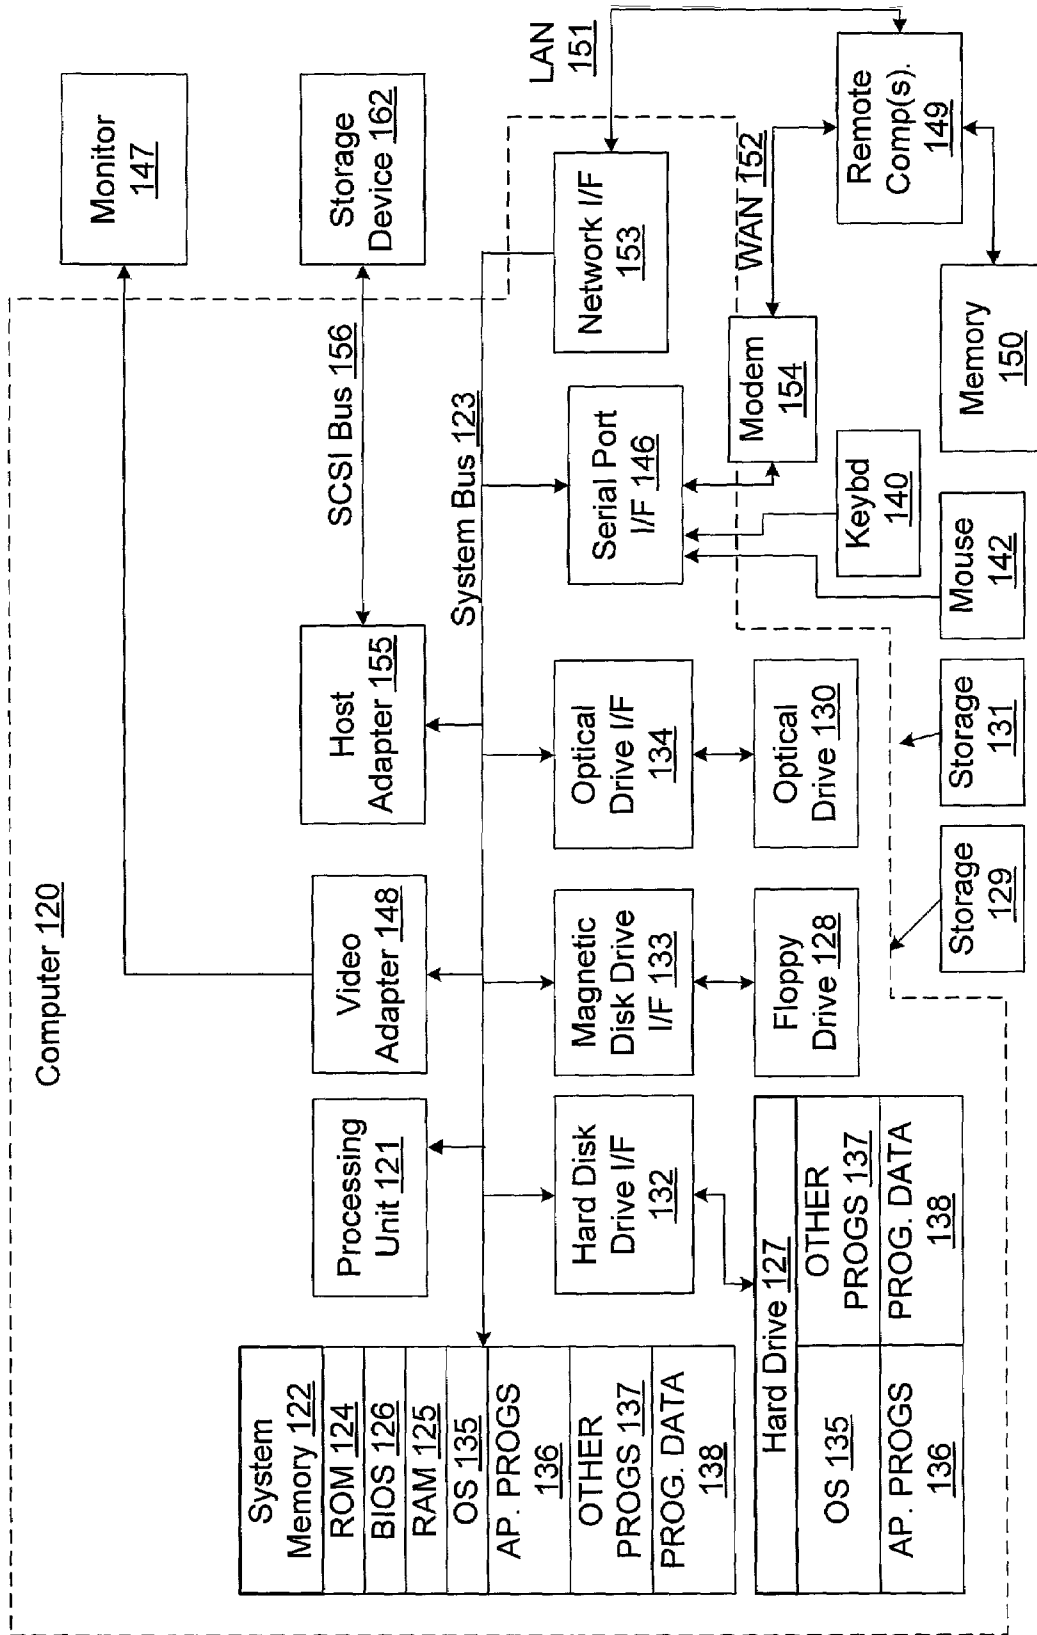 Computer 120
Monitor
147
Storage
Device 162
SCSI Bus 156
Host
Adapter 155
Video
Adapter 148
Processing
Unit 121
System
Memory 122
ROM 124
BIOS 126
RAM 125
OS 135
AP. PROGS
136
OTHER
PROGS 137
PROG. DATA
138
System Bus 123
Hard Disk
Drive I/F
132
Magnetic
Disk Drive
I/F 133
Optical
Drive I/F
134
Serial Port
I/F 146
Network I/F
153
LAN
151
Hard Drive 127
OS 135
OTHER
PROGS 137
AP. PROGS
136
PROG. DATA
138
Floppy
Drive 128
Optical
Drive 130
Modem
154
WAN 152
Remote
Comp(s).
149
Keybd
140
Storage
129
Storage
131
Mouse
142
Memory
150